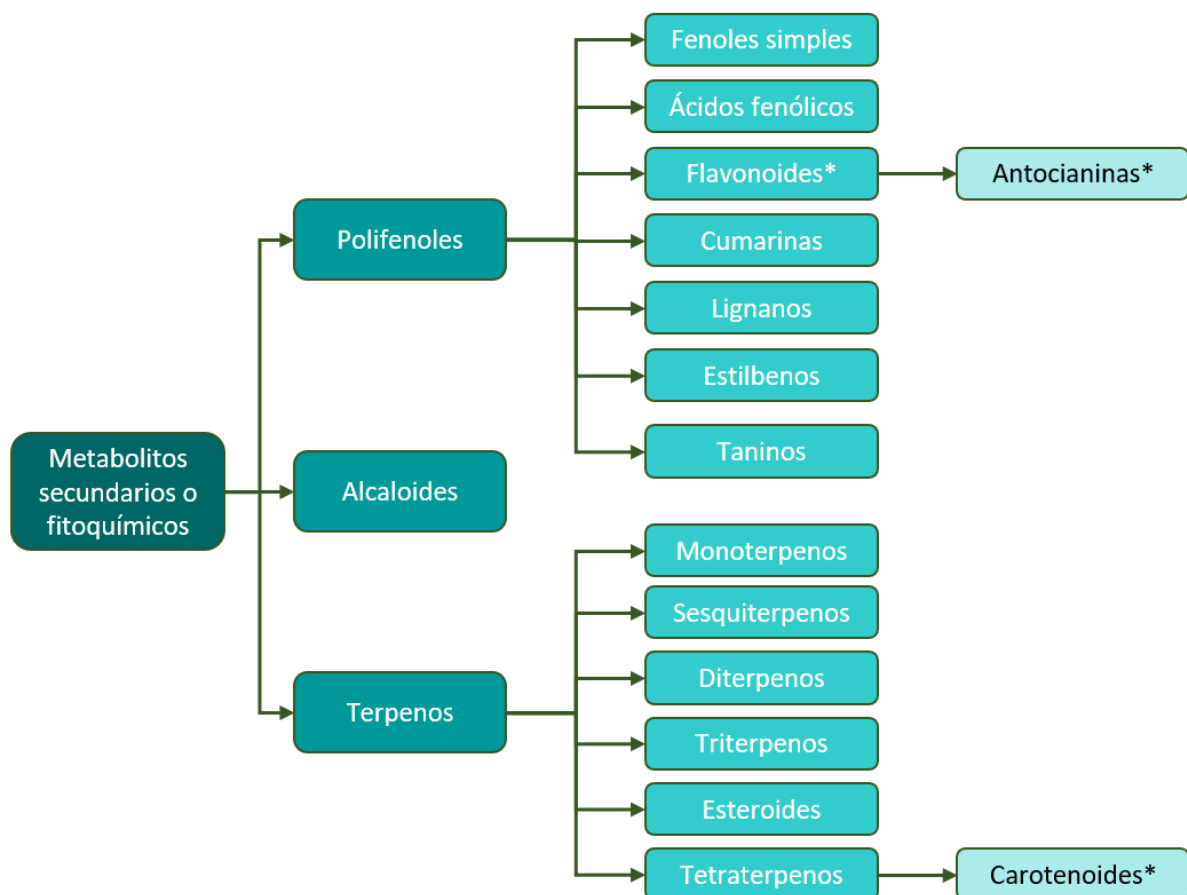 Fenoles simples
Ácidos fenólicos
Flavonoides*
Antocianinas*
Polifenoles
Cumarinas
Lignanos
Estilbenos
Taninos
Metabolitos
secundarios o
fitoquímicos
Alcaloides
Monoterpenos
Sesquiterpenos
Diterpenos
Terpenos
Triterpenos
Esteroides
Tetraterpenos
Carotenoides*